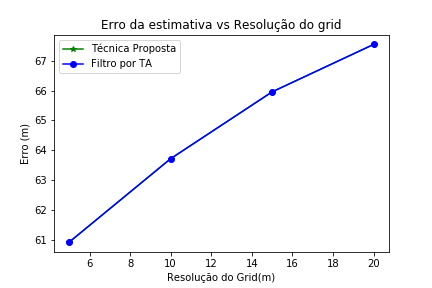 Erro da estimativa vs Resolução do grid
Técnica Proposta
Filtro por TA
67
66
65
64
63
62
61
Erro (m)
6 8 10 12 14 16 18 20
Resolução do Grid(m)